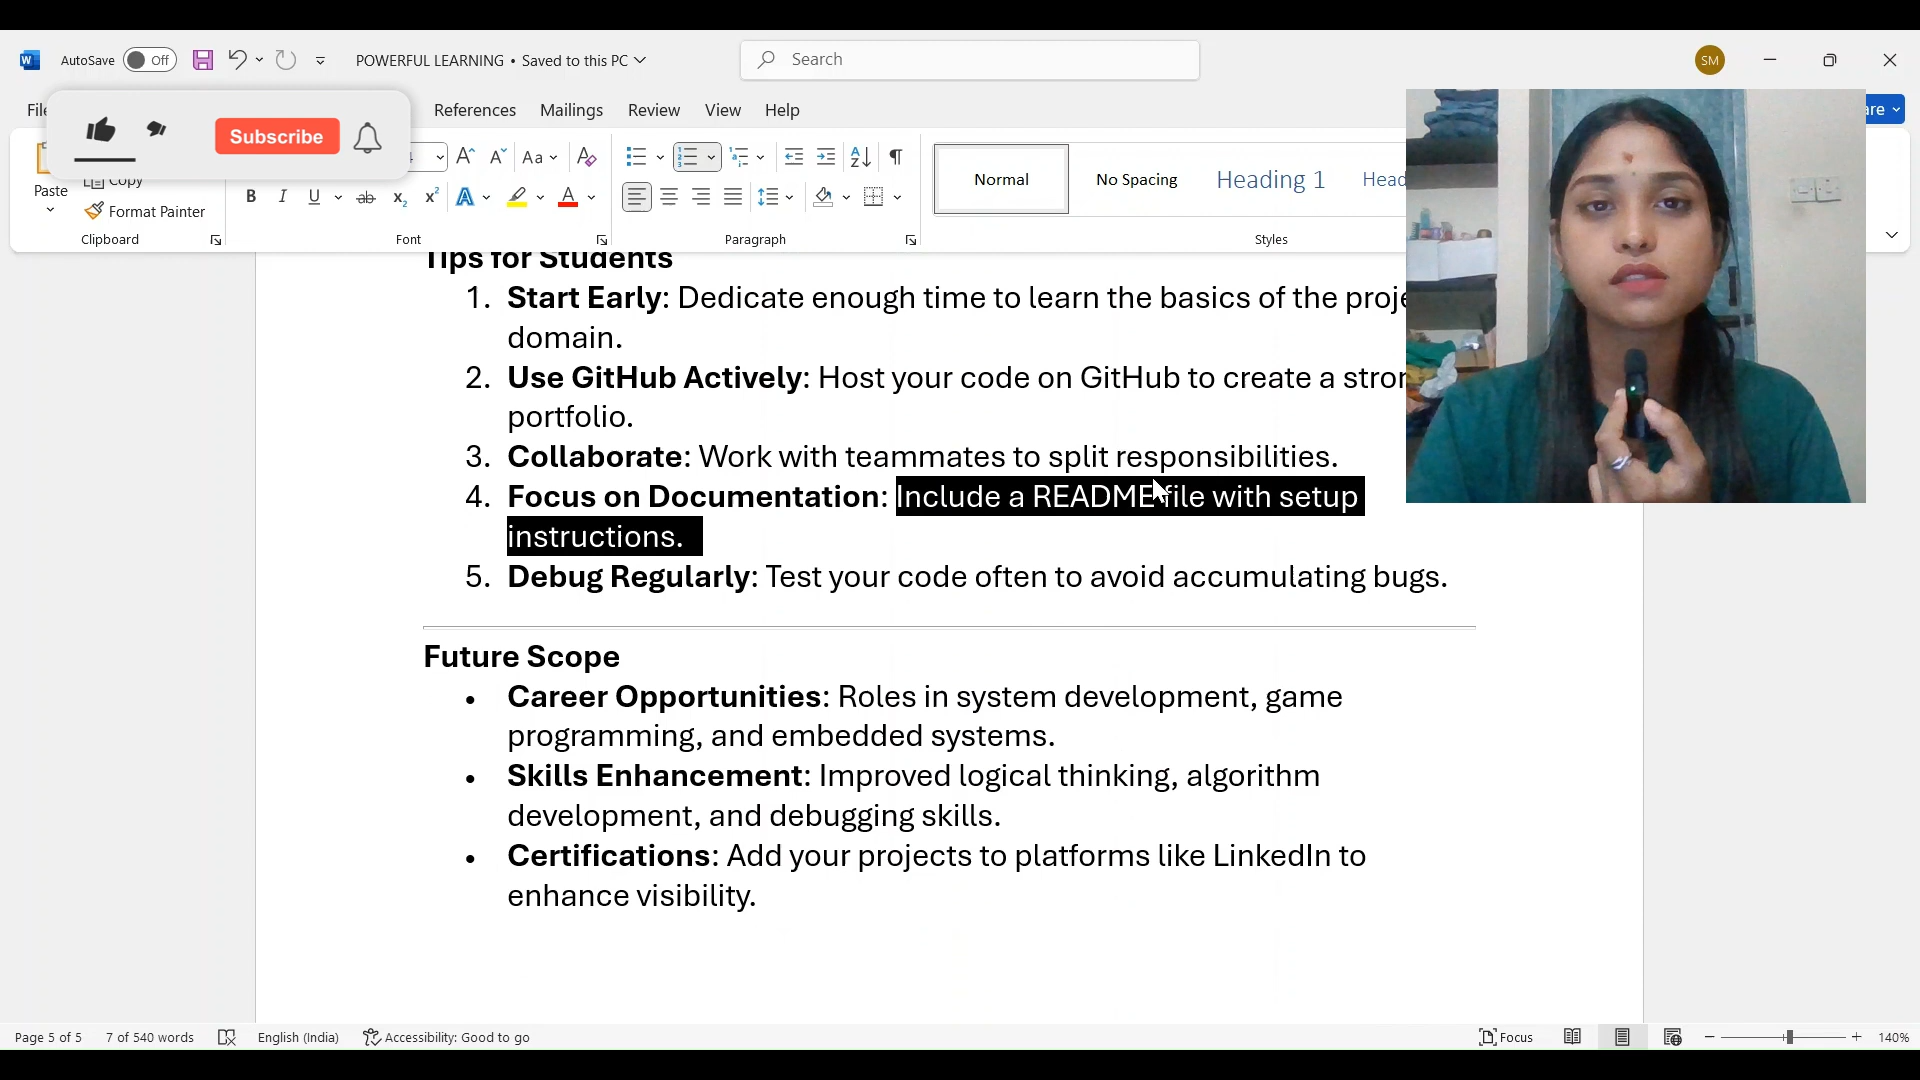 AutoSave Off POWERFUL LEARNING • Saved to this PC Search SM
References Mailings Review View Help
Subscribe
Paste Copy Aa
Format Painter B I U ab x₂ x² A A Normal No Spacing Heading 1 Head
Clipboard Font Paragraph Styles
Tips for Students
1. Start Early: Dedicate enough time to learn the basics of the proje
domain.
2. Use GitHub Actively: Host your code on GitHub to create a stron
portfolio.
3. Collaborate: Work with teammates to split responsibilities.
4. Focus on Documentation: Include a README file with setup
instructions.
5. Debug Regularly: Test your code often to avoid accumulating bugs.
Future Scope
• Career Opportunities: Roles in system development, game
programming, and embedded systems.
• Skills Enhancement: Improved logical thinking, algorithm
development, and debugging skills.
• Certifications: Add your projects to platforms like LinkedIn to
enhance visibility.
Page 5 of 5 7 of 540 words English (India) Accessibility: Good to go Focus 140%